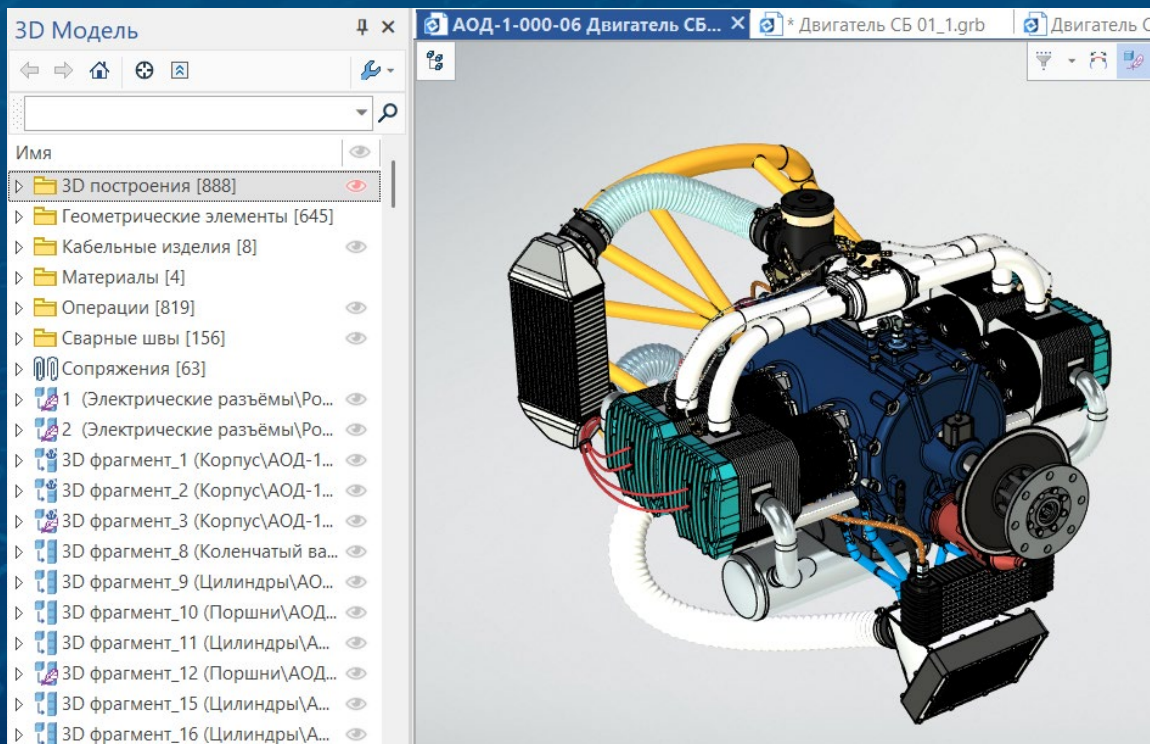 3D Модель
АОД-1-000-06 Двигатель СБ...
* Двигатель СБ 01_1.grb
Двигатель С
Имя
3D построения [888]
Геометрические элементы [645]
Кабельные изделия [8]
Материалы [4]
Операции [819]
Сварные швы [156]
Сопряжения [63]
1 (Электрические разъёмы\Ро...
2 (Электрические разъёмы\Ро...
3D фрагмент_1 (Корпус\АОД-1...
3D фрагмент_2 (Корпус\АОД-1...
3D фрагмент_3 (Корпус\АОД-1...
3D фрагмент_8 (Коленчатый ва...
3D фрагмент_9 (Цилиндры\АО...
3D фрагмент_10 (Поршни\АОД...
3D фрагмент_11 (Цилиндры\А...
3D фрагмент_12 (Поршни\АОД...
3D фрагмент_15 (Цилиндры\А...
3D фрагмент_16 (Цилиндры\А...